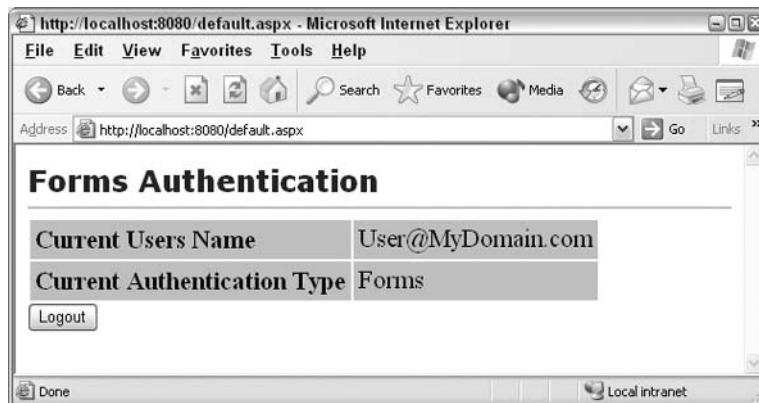 http://localhost:8080/default.aspx - Microsoft Internet Explorer
File Edit View Favorites Tools Help
Back Search Favorites Media
Address http://localhost:8080/default.aspx Go Links »
Forms Authentication
Current Users Name User@MyDomain.com
Current Authentication Type Forms
Logout
Done Local intranet